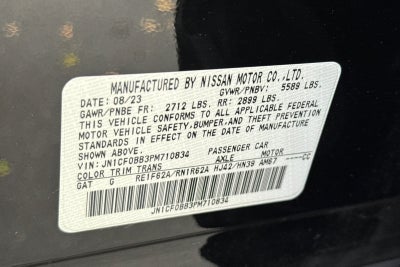 MANUFACTURED BY NISSAN MOTOR CO., LTD.
DATE: 08/23 GVWR/PNBV: 5589 LBS.
GAWR/PNBE FR: 2712 LBS. RR: 2899 LBS.
THIS VEHICLE CONFORMS TO ALL APPLICABLE FEDERAL
MOTOR VEHICLE SAFETY, BUMPER, AND THEFT PREVENTION
STANDARDS IN EFFECT ON THE DATE OF MANUFACTURE
SHOWN ABOVE.
VIN: JN1CF0BB3PM710834 PASSENGER CAR
COLOR TRIM TRANS AXLE MOTOR ----CC
GAT G RE1F62A/RN1R62A HJ42/HN39 AM67
JN1CF0BB3PM710834